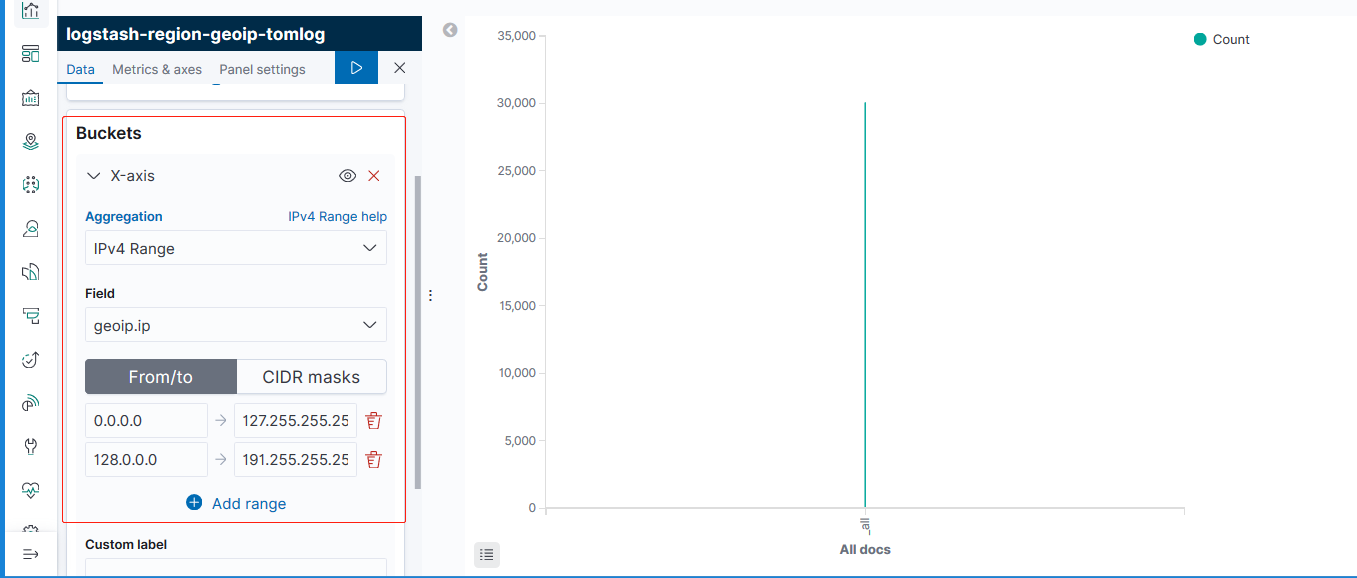 logstash-region-geoip-tomlog
Data Metrics & axes Panel settings
Buckets
X-axis
Aggregation IPv4 Range help
IPv4 Range
Field
geoip.ip
From/to CIDR masks
0.0.0.0 → 127.255.255.25
128.0.0.0 → 191.255.255.25
Add range
Custom label
Count
35,000
30,000
25,000
20,000
15,000
10,000
5,000
0
Count
_all
All docs